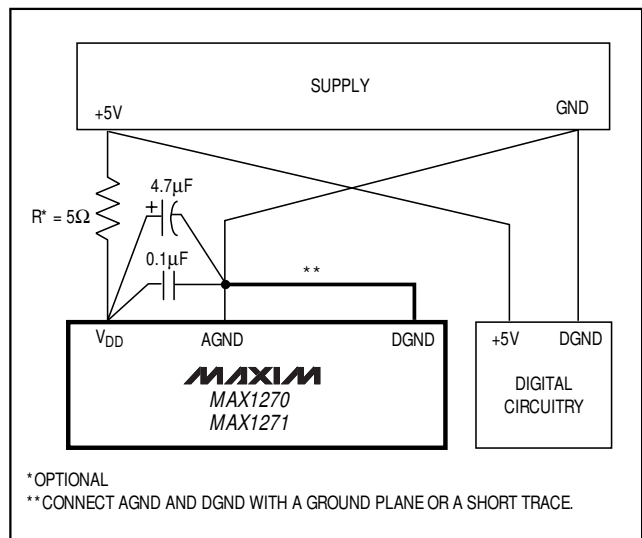 SUPPLY
+5V
GND
4.7μF
+
R* = 5Ω
0.1μF
**
VDD
AGND
DGND
+5V
DGND
MAXIM
MAX1270
MAX1271
DIGITAL
CIRCUITRY
*OPTIONAL
**CONNECT AGND AND DGND WITH A GROUND PLANE OR A SHORT TRACE.